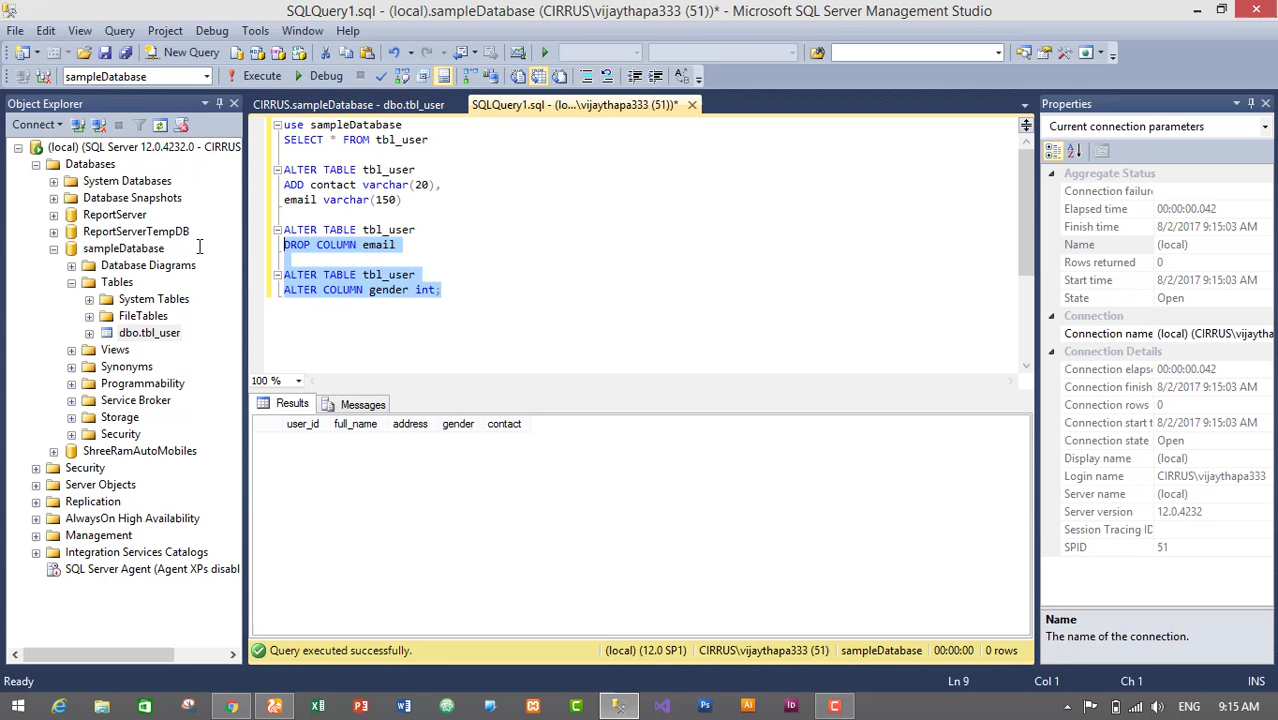 SQLQuery1.sql - (local).sampleDatabase (CIRRUS\vijaythapa333 (51))* - Microsoft SQL Server Management Studio
File Edit View Query Project Debug Tools Window Help
New Query
sampleDatabase Execute Debug
Object Explorer
Connect
(local) (SQL Server 12.0.4232.0 - CIRRUS
Databases
System Databases
Database Snapshots
ReportServer
ReportServerTempDB
sampleDatabase
Database Diagrams
Tables
System Tables
FileTables
dbo.tbl_user
Views
Synonyms
Programmability
Service Broker
Storage
Security
ShreeRamAutoMobiles
Security
Server Objects
Replication
AlwaysOn High Availability
Management
Integration Services Catalogs
SQL Server Agent (Agent XPs disabl
CIRRUS.sampleDatabase - dbo.tbl_user SQLQuery1.sql - (lo...\vijaythapa333 (51))*
use sampleDatabase
SELECT * FROM tbl_user
ALTER TABLE tbl_user
ADD contact varchar(20),
email varchar(150)
ALTER TABLE tbl_user
DROP COLUMN email
ALTER TABLE tbl_user
ALTER COLUMN gender int;
100 %
Results Messages
user_id full_name address gender contact
Query executed successfully. (local) (12.0 SP1) CIRRUS\vijaythapa333 (51) sampleDatabase 00:00:00 0 rows
Properties
Current connection parameters
Aggregate Status
Connection failure
Elapsed time 00:00:00.042
Finish time 8/2/2017 9:15:03 AM
Name (local)
Rows returned 0
Start time 8/2/2017 9:15:03 AM
State Open
Connection
Connection name (local) (CIRRUS\vijaytha
Connection Details
Connection elaps 00:00:00.042
Connection finish 8/2/2017 9:15:03 AM
Connection rows 0
Connection start t 8/2/2017 9:15:03 AM
Connection state Open
Display name (local)
Login name CIRRUS\vijaythapa333
Server name (local)
Server version 12.0.4232
Session Tracing ID
SPID 51
Name
The name of the connection.
Ready Ln 9 Col 1 Ch 1 INS
ENG 9:15 AM